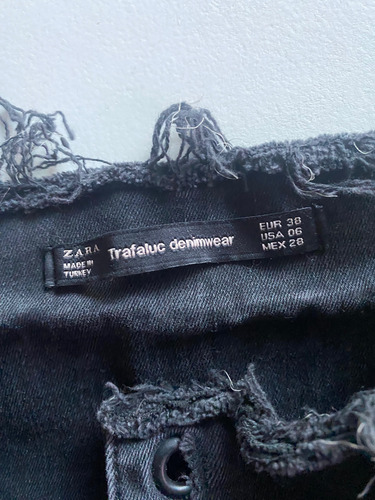 ZARA
MADE IN
TURKEY
Trafaluc denimwear
EUR 38
USA 06
MEX 28